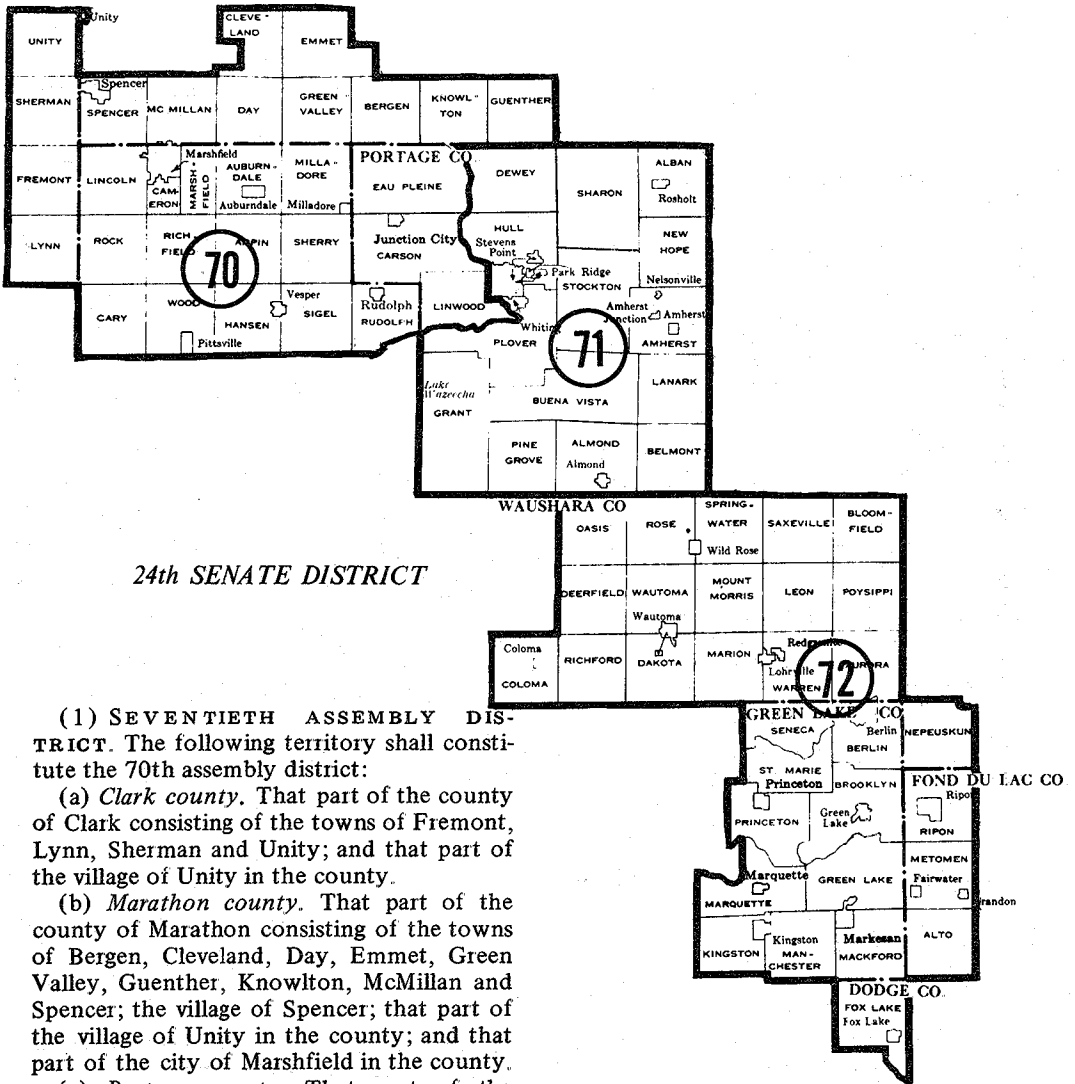 Unity
CLEVE-
LAND
UNITY
EMMET
Spencer
SHERMAN
SPENCER
MC MILLAN
DAY
GREEN
VALLEY
BERGEN
KNOWL-
TON
GUENTHER
Marshfield
PORTAGE CO.
FREMONT
LINCOLN
CAM-
ERON
MARSH-
FIELD
AUBURN-
DALE
Auburndale
MILLA-
DORE
Milladore
EAU PLEINE
DEWEY
SHARON
ALBAN
Rosholt
LYNN
ROCK
RICH-
FIELD
ARPIN
SHERRY
70
Junction City
CARSON
HULL
Stevens
Point
Park Ridge
STOCKTON
NEW
HOPE
Nelsonville
CARY
WOOD
HANSEN
Vesper
SIGEL
Pittsville
Rudolph
RUDOLPH
LINWOOD
Whiting
PLOVER
71
Amherst
Junction
Amherst
AMHERST
Lake
Wazeecha
GRANT
BUENA VISTA
LANARK
PINE
GROVE
ALMOND
Almond
BELMONT
WAUSHARA CO
OASIS
ROSE
SPRING-
WATER
Wild Rose
SAXEVILLE
BLOOM-
FIELD
24th SENATE DISTRICT
DEERFIELD
WAUTOMA
Wautoma
MOUNT
MORRIS
LEON
POYSIPPI
Coloma
COLOMA
RICHFORD
DAKOTA
MARION
Lohrville
WARREN
72
AURORA
GREEN LAKE CO
SENECA
Berlin
BERLIN
NEPEUSKUN
ST. MARIE
Princeton
BROOKLYN
FOND DU LAC CO.
Ripon
PRINCETON
Green
Lake
RIPON
METOMEN
Marquette
GREEN LAKE
Fairwater
MARQUETTE
Brandon
KINGSTON
Kingston
MAN-
CHESTER
Markesan
MACKFORD
ALTO
DODGE CO.
FOX LAKE
Fox Lake
(1) SEVENTIETH ASSEMBLY DIS-
TRICT. The following territory shall consti-
tute the 70th assembly district:
(a) Clark county. That part of the county
of Clark consisting of the towns of Fremont,
Lynn, Sherman and Unity; and that part of
the village of Unity in the county.
(b) Marathon county. That part of the
county of Marathon consisting of the towns
of Bergen, Cleveland, Day, Emmet, Green
Valley, Guenther, Knowlton, McMillan and
Spencer; the village of Spencer; that part of
the village of Unity in the county; and that
part of the city of Marshfield in the county.